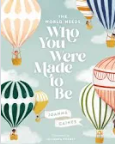 THE WORLD NEEDS
Who You
Were Made
to Be
JOANNA
GAINES